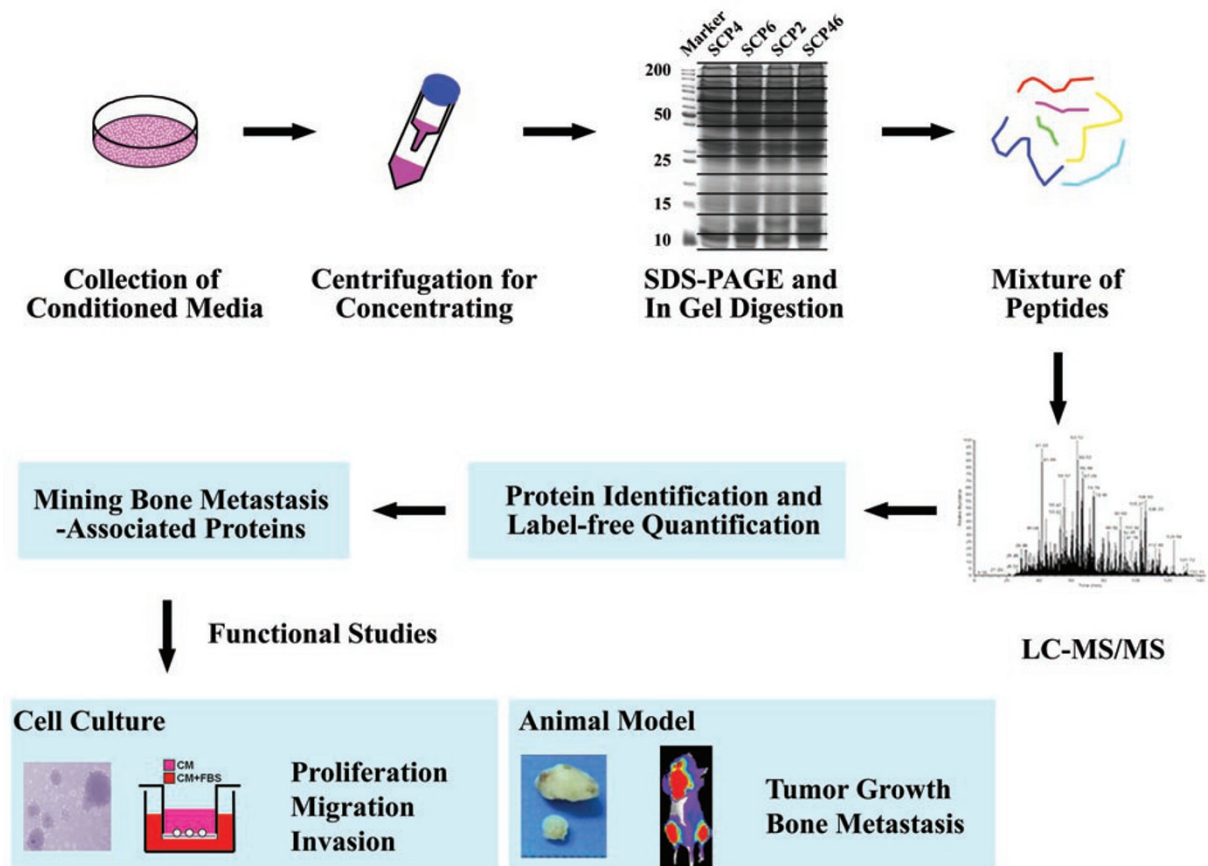 Marker
SCP4
SCP6
SCP2
SCP46
200
50
25
15
10
Collection of
Conditioned Media
Centrifugation for
Concentrating
SDS-PAGE and
In Gel Digestion
Mixture of
Peptides
Mining Bone Metastasis
-Associated Proteins
Protein Identification and
Label-free Quantification
LC-MS/MS
Functional Studies
Cell Culture
CM
CM+FBS
Proliferation
Migration
Invasion
Animal Model
Tumor Growth
Bone Metastasis